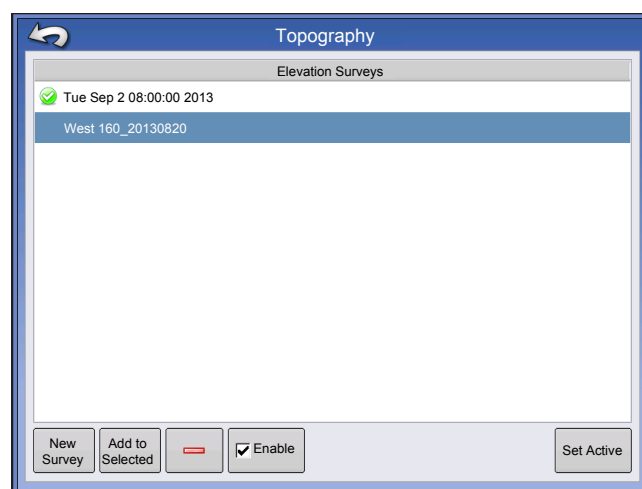 Topography
Elevation Surveys
Tue Sep 2 08:00:00 2013
West 160_20130820
New
Survey
Add to
Selected
Enable
Set Active